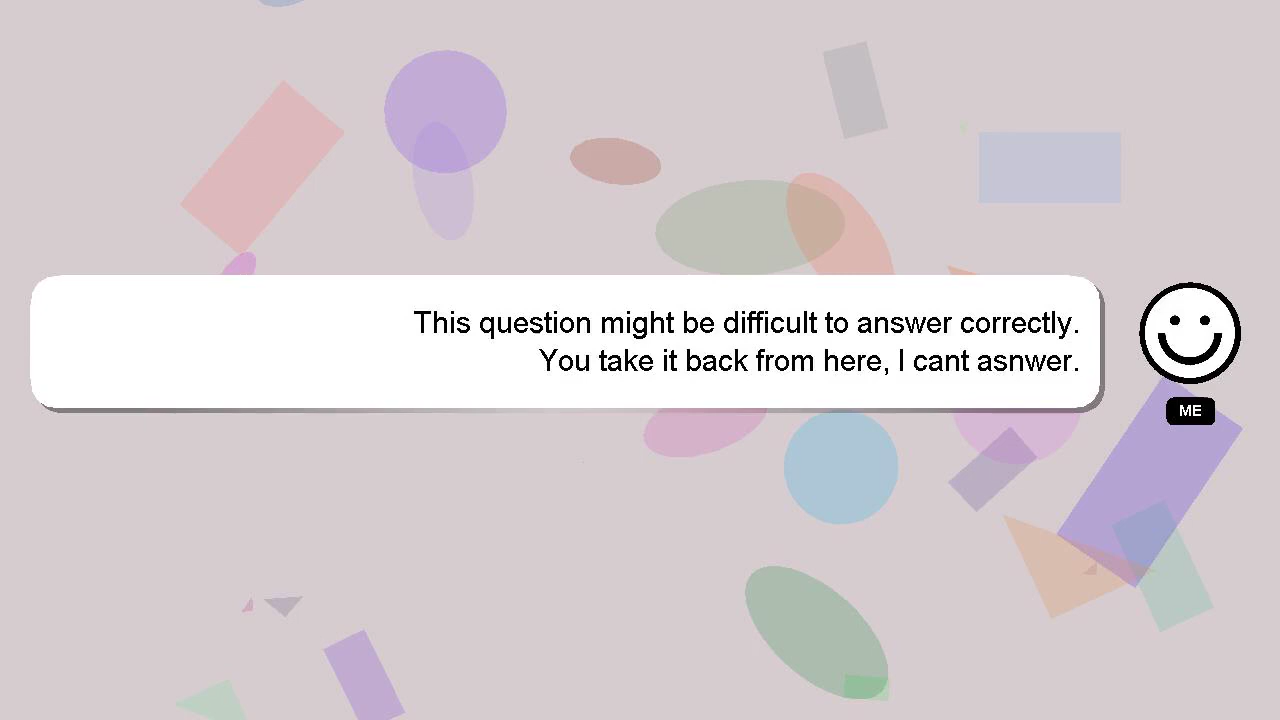 This question might be difficult to answer correctly.
You take it back from here, I cant asnwer.
ME